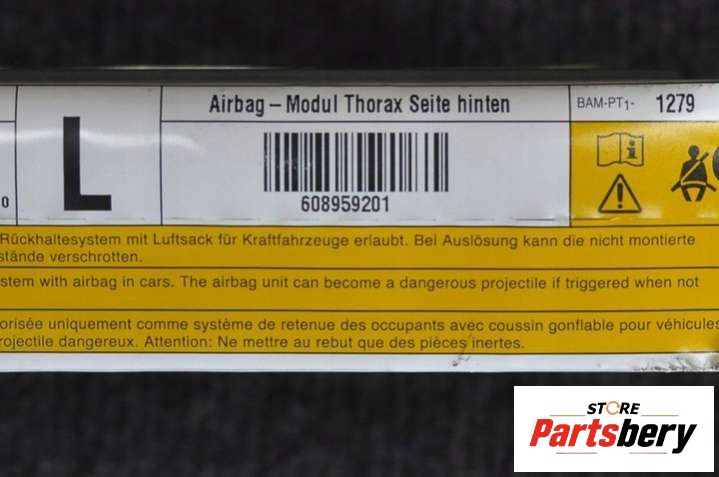 Airbag – Modul Thorax Seite hinten
BAM-PT1- 1279
L
608959201
0
Rückhaltesystem mit Luftsack für Kraftfahrzeuge erlaubt. Bei Auslösung kann die nicht montierte
stände verschrotten.
stem with airbag in cars. The airbag unit can become a dangerous projectile if triggered when not
orisée uniquement comme système de retenue des occupants avec coussin gonflable pour véhicules
rojectile dangereux. Attention: Ne mettre au rebut que des pièces inertes.
STORE
Partsbery